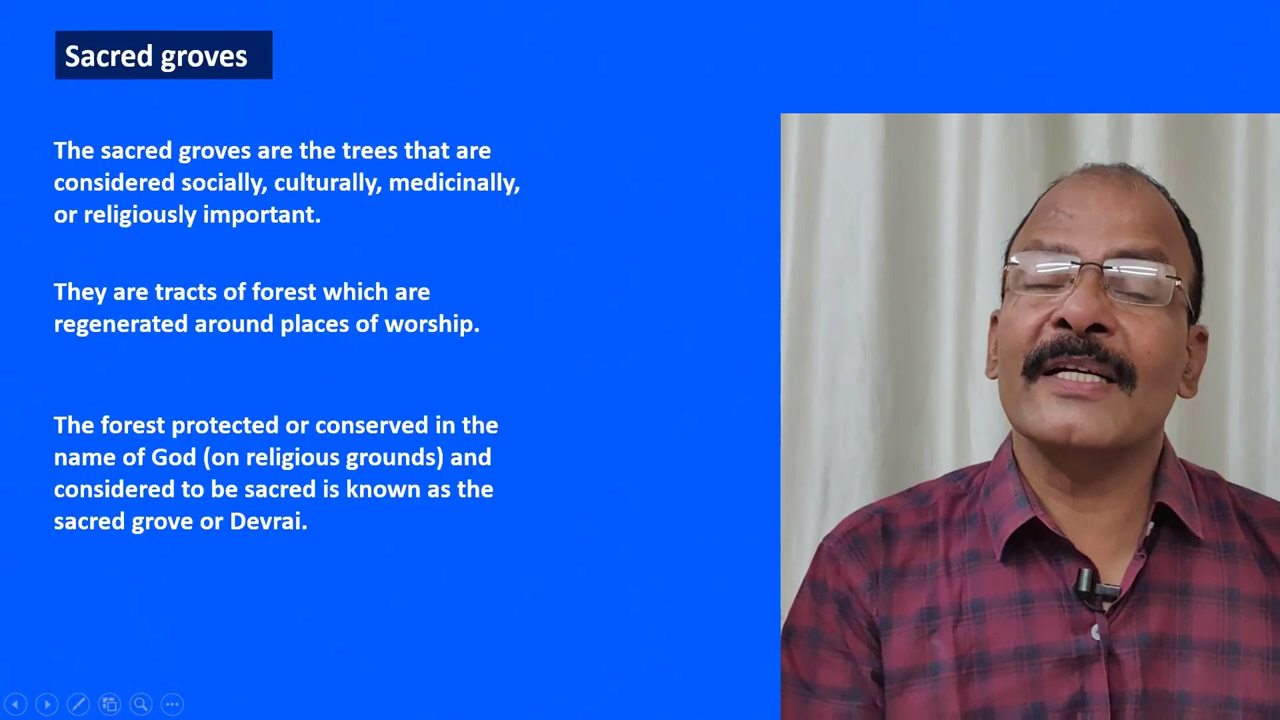 Sacred groves
The sacred groves are the trees that are
considered socially, culturally, medicinally,
or religiously important.
They are tracts of forest which are
regenerated around places of worship.
The forest protected or conserved in the
name of God (on religious grounds) and
considered to be sacred is known as the
sacred grove or Devrai.